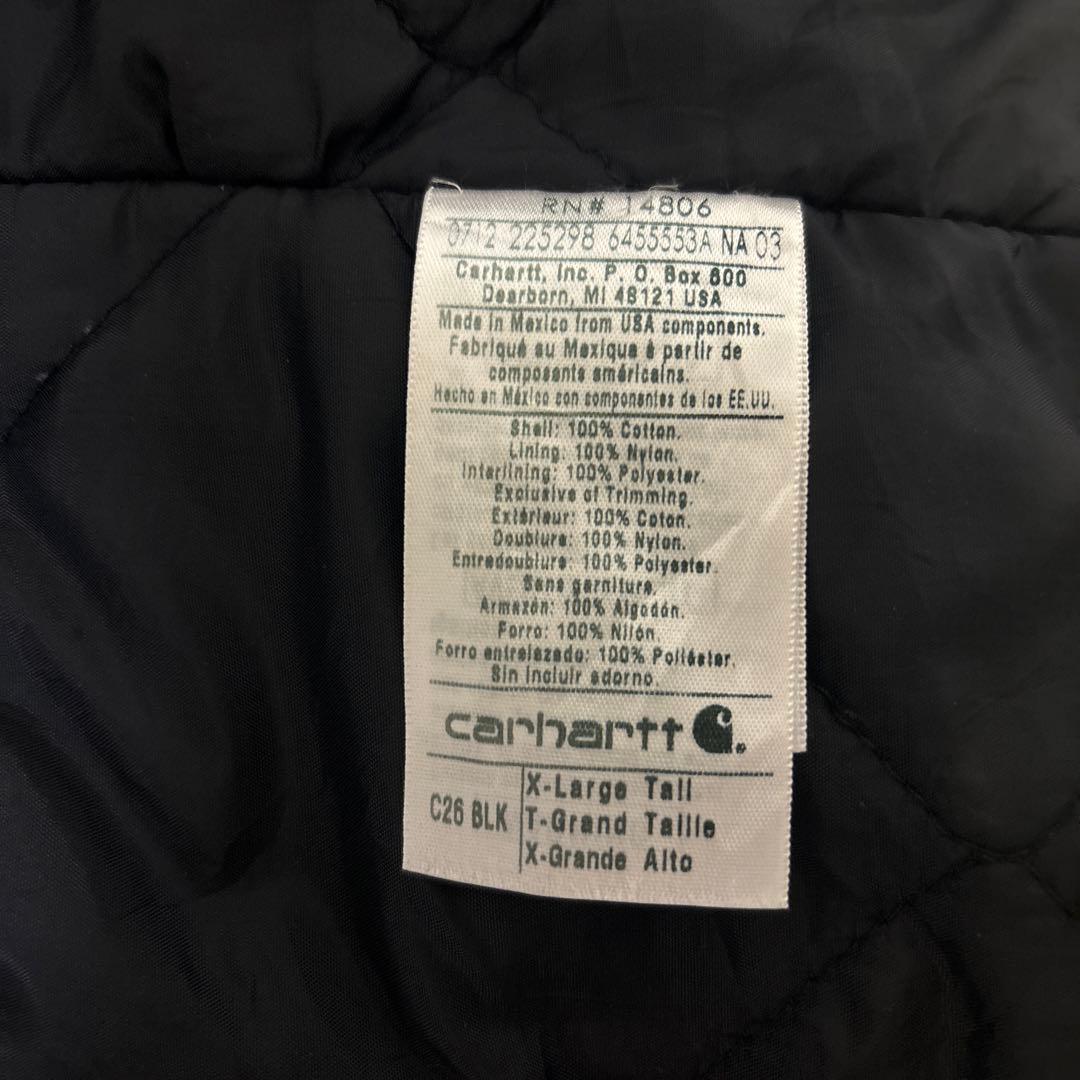 RN# 14806
0712 225298 6455553A NA 03
Carhartt, Inc. P. O. Box 600
Dearborn, MI 48121 USA
Made in Mexico from USA components.
Fabriqué au Mexique à partir de
composants américains.
Hecho en México con componentes de los EE.UU.
Shell: 100% Cotton.
Lining: 100% Nylon.
Interlining: 100% Polyester.
Exclusive of Trimming.
Extérieur: 100% Coton.
Doublure: 100% Nylon.
Entredoublure: 100% Polyester.
Sans garniture.
Armazón: 100% Algodón.
Forro: 100% Nilón.
Forro entrelazado: 100% Poliéster.
Sin incluir adorno.
carhartt
C26 BLK
X-Large Tall
T-Grand Taille
X-Grande Alto